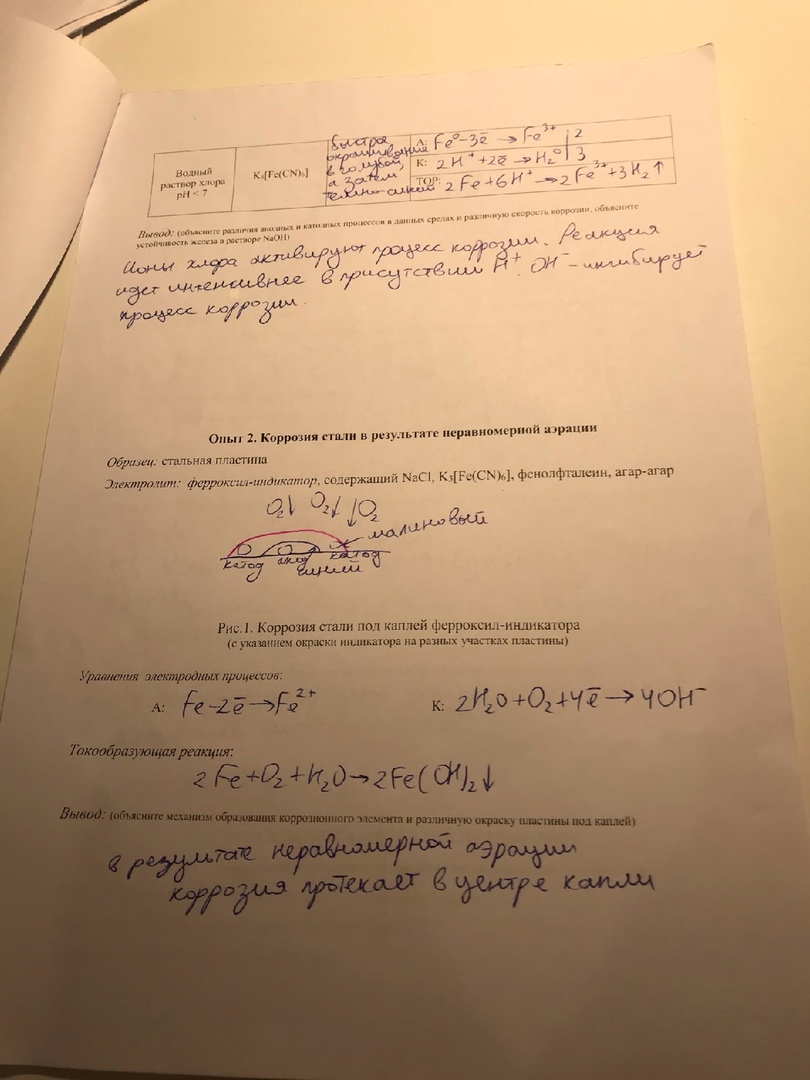 Водный раствор хлора pH < 7
K₄[Fe(CN)₆]
быстрое окрашивание в голубой, а затем темно-синий
А: Fe⁰ - 3ē → Fe³⁺ | 2
К: 2H⁺ + 2ē → H₂⁰ | 3
ТОР: 2Fe + 6H⁺ → 2Fe³⁺ + 3H₂↑
Вывод: (объясните различия анодных и катодных процессов в данных средах и различную скорость коррозии, объясните
устойчивость железа в растворе NaOH)
Ионы хлора активируют процесс коррозии. Реакция
идет интенсивнее в присутствии H⁺. OH⁻ - ингибирует
процесс коррозии.
Опыт 2. Коррозия стали в результате неравномерной аэрации
Образец: стальная пластина
Электролит: ферроксил-индикатор, содержащий NaCl, K₃[Fe(CN)₆], фенолфталеин, агар-агар
O₂↓ O₂↓ ↓O₂
малиновый
катод анод катод
синий
Рис.1. Коррозия стали под каплей ферроксил-индикатора
(с указанием окраски индикатора на разных участках пластины)
Уравнения электродных процессов:
А: Fe - 2ē → Fe²⁺ К: 2H₂O + O₂ + 4ē → 4OH⁻
Токообразующая реакция:
2Fe + O₂ + H₂O → 2Fe(OH)₂↓
Вывод: (объясните механизм образования коррозионного элемента и различную окраску пластины под каплей)
в результате неравномерной аэрации
коррозия протекает в центре капли